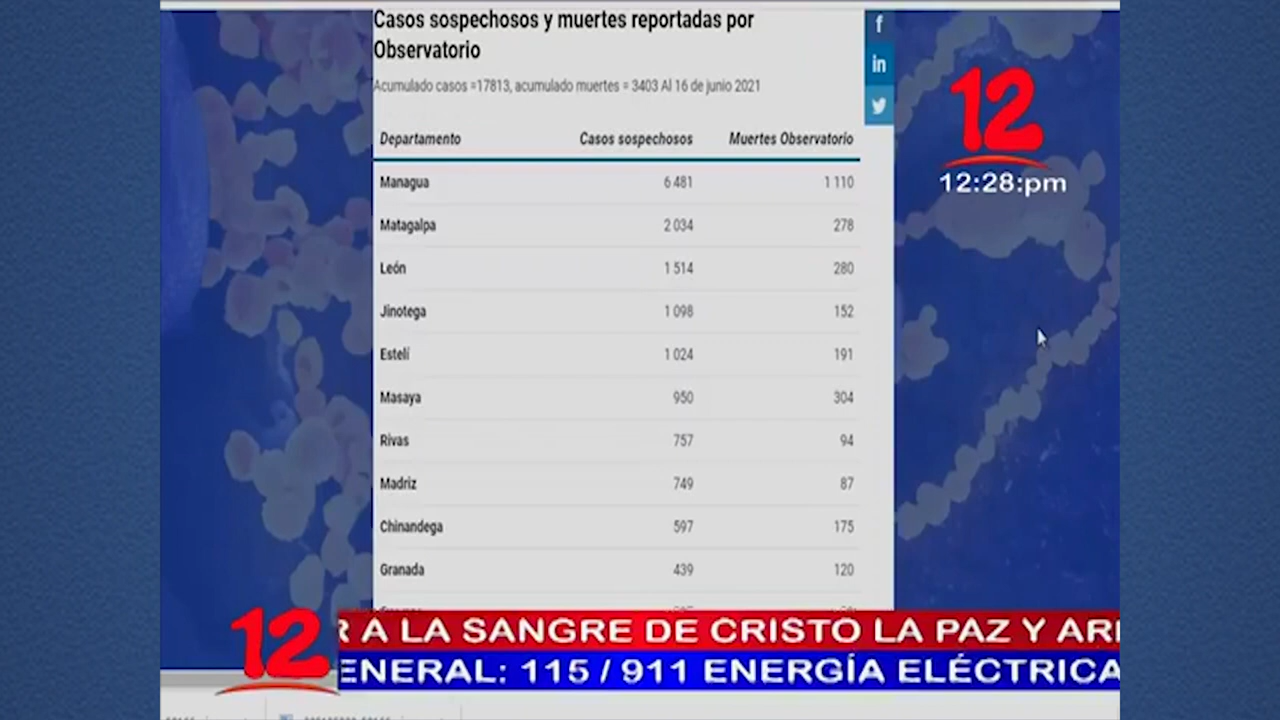 Casos sospechosos y muertes reportadas por
Observatorio
Acumulado casos =17813, acumulado muertes = 3403 Al 16 de junio 2021
Departamento Casos sospechosos Muertes Observatorio
Managua 6 481 1 110
Matagalpa 2 034 278
León 1 514 280
Jinotega 1 098 152
Estelí 1 024 191
Masaya 950 304
Rivas 757 94
Madriz 749 87
Chinandega 597 175
Granada 439 120
f
in
12
12:28:pm
12
R A LA SANGRE DE CRISTO LA PAZ Y
ENERAL: 115 / 911 ENERGÍA ELÉCTRICA